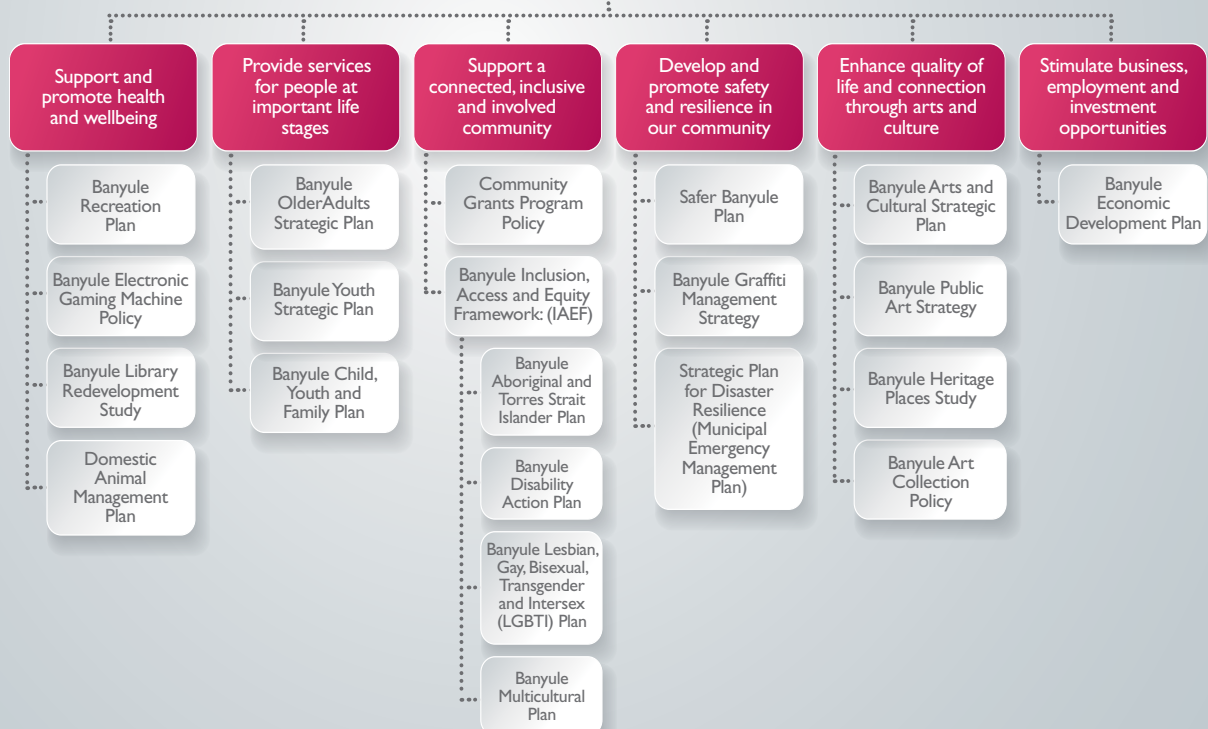 Support and
promote health
and wellbeing
Banyule
Recreation
Plan
Banyule Electronic
Gaming Machine
Policy
Banyule Library
Redevelopment
Study
Domestic
Animal
Management
Plan
Provide services
for people at
important life
stages
Banyule
OlderAdults
Strategic Plan
Banyule Youth
Strategic Plan
Banyule Child,
Youth and
Family Plan
Support a
connected, inclusive
and involved
community
Community
Grants Program
Policy
Banyule Inclusion,
Access and Equity
Framework: (IAEF)
Banyule
Aboriginal and
Torres Strait
Islander Plan
Banyule
Disability
Action Plan
Banyule Lesbian,
Gay, Bisexual,
Transgender
and Intersex
(LGBTI) Plan
Banyule
Multicultural
Plan
Develop and
promote safety
and resilience in
our community
Safer Banyule
Plan
Banyule Graffiti
Management
Strategy
Strategic Plan
for Disaster
Resilience
(Municipal
Emergency
Management
Plan)
Enhance quality of
life and connection
through arts and
culture
Banyule Arts and
Cultural Strategic
Plan
Banyule Public
Art Strategy
Banyule Heritage
Places Study
Banyule Art
Collection
Policy
Stimulate business,
employment and
investment
opportunities
Banyule
Economic
Development Plan